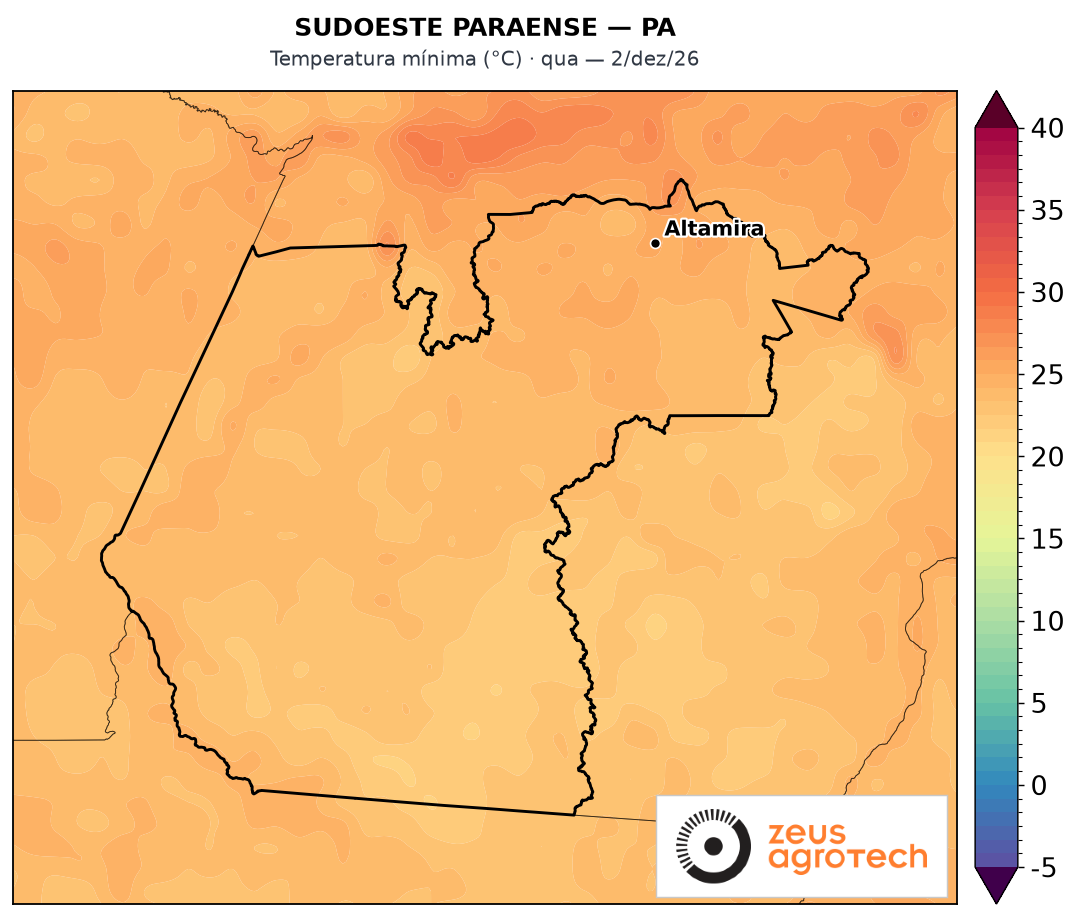 SUDOESTE PARAENSE — PA
Temperatura mínima (°C) · qua — 2/dez/26
Altamira
40
35
30
25
20
15
10
5
0
-5
zeus
agrotech